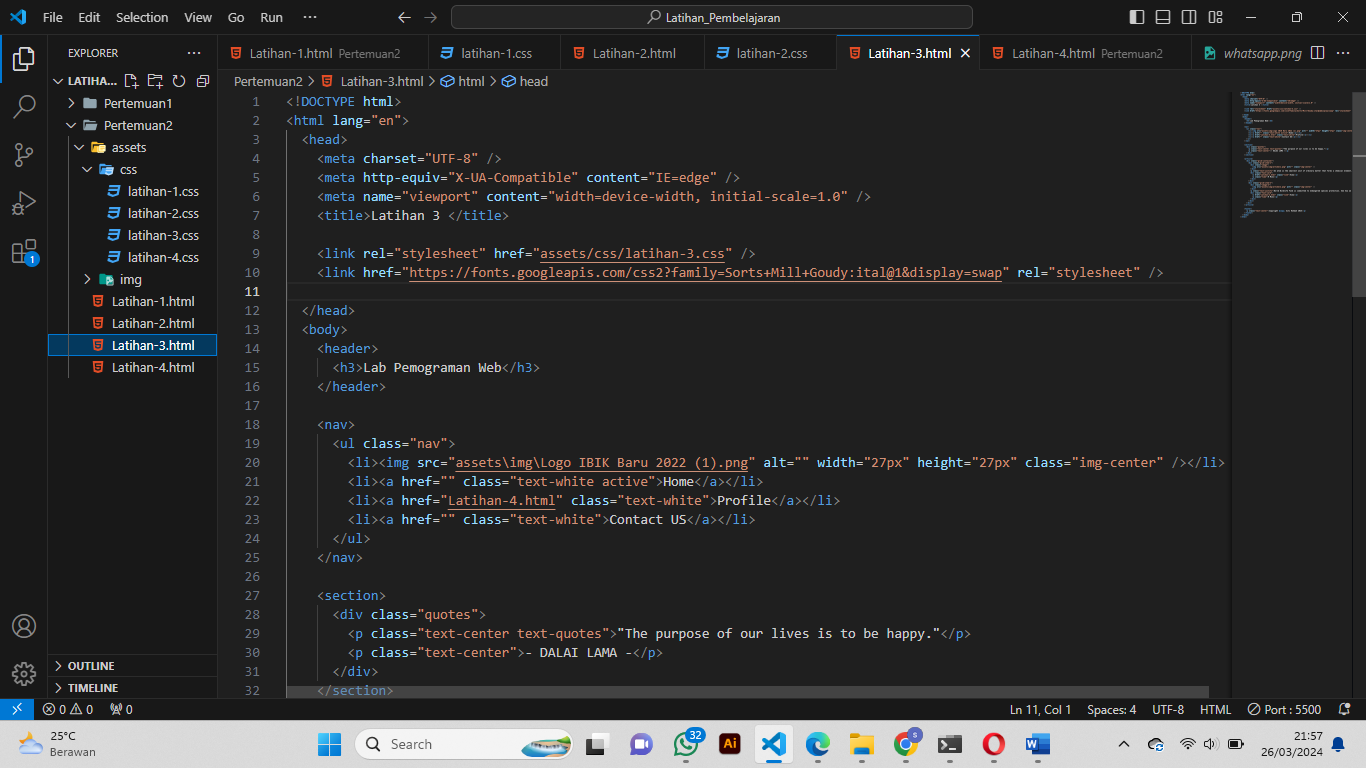 File Edit Selection View Go Run ··· Latihan_Pembelajaran
EXPLORER ···
Latihan-1.html Pertemuan2 latihan-1.css Latihan-2.html latihan-2.css Latihan-3.html Latihan-4.html Pertemuan2 whatsapp.png ···
Pertemuan2 > Latihan-3.html > html > head
LATIHA...
Pertemuan1
Pertemuan2
assets
css
latihan-1.css
latihan-2.css
latihan-3.css
latihan-4.css
img
Latihan-1.html
Latihan-2.html
Latihan-3.html
Latihan-4.html
OUTLINE
TIMELINE
1
1 <!DOCTYPE html>
2 <html lang="en">
3 <head>
4 <meta charset="UTF-8" />
5 <meta http-equiv="X-UA-Compatible" content="IE=edge" />
6 <meta name="viewport" content="width=device-width, initial-scale=1.0" />
7 <title>Latihan 3 </title>
8
9 <link rel="stylesheet" href="assets/css/latihan-3.css" />
10 <link href="https://fonts.googleapis.com/css2?family=Sorts+Mill+Goudy:ital@1&display=swap" rel="stylesheet" />
11
12 </head>
13 <body>
14 <header>
15 <h3>Lab Pemograman Web</h3>
16 </header>
17
18 <nav>
19 <ul class="nav">
20 <li><img src="assets\img\Logo IBIK Baru 2022 (1).png" alt="" width="27px" height="27px" class="img-center" /></li>
21 <li><a href="" class="text-white active">Home</a></li>
22 <li><a href="Latihan-4.html" class="text-white">Profile</a></li>
23 <li><a href="" class="text-white">Contact US</a></li>
24 </ul>
25 </nav>
26
27 <section>
28 <div class="quotes">
29 <p class="text-center text-quotes">"The purpose of our lives is to be happy."</p>
30 <p class="text-center">- DALAI LAMA -</p>
31 </div>
32 </section>
0 0 0 Ln 11, Col 1 Spaces: 4 UTF-8 HTML Port : 5500
25°C
Berawan
Search
32
Ai
S
21:57
26/03/2024